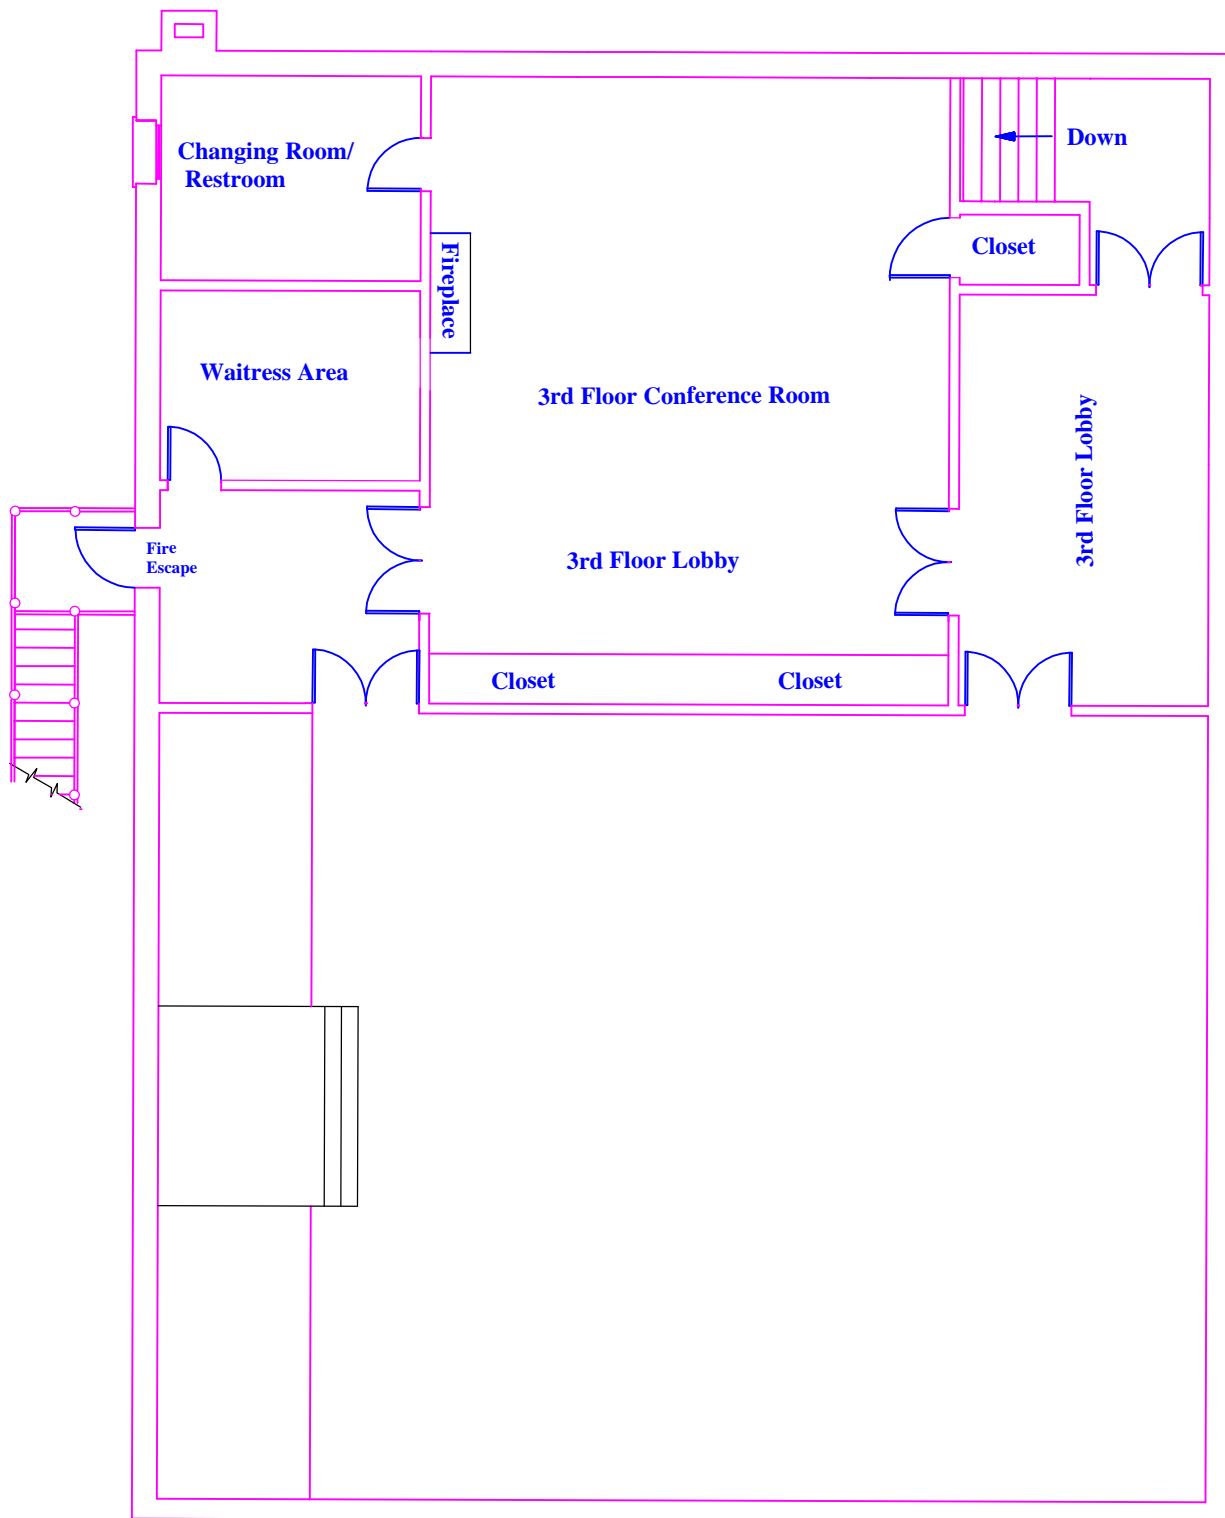 Changing Room/
Restroom
Down
Closet
Fireplace
Waitress Area
3rd Floor Conference Room
3rd Floor Lobby
Fire
Escape
3rd Floor Lobby
Closet
Closet